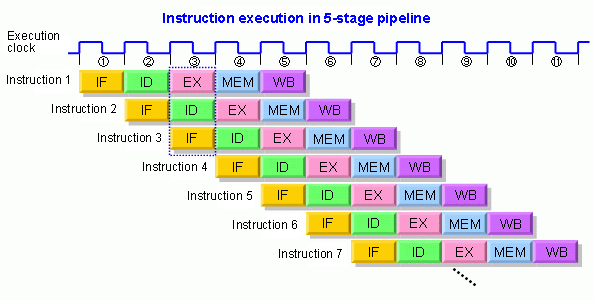 Instruction execution in 5-stage pipeline
Execution
clock
① ② ③ ④ ⑤ ⑥ ⑦ ⑧ ⑨ ⑩ ⑪
Instruction 1 IF ID EX MEM WB
Instruction 2 IF ID EX MEM WB
Instruction 3 IF ID EX MEM WB
Instruction 4 IF ID EX MEM WB
Instruction 5 IF ID EX MEM WB
Instruction 6 IF ID EX MEM WB
Instruction 7 IF ID EX MEM WB